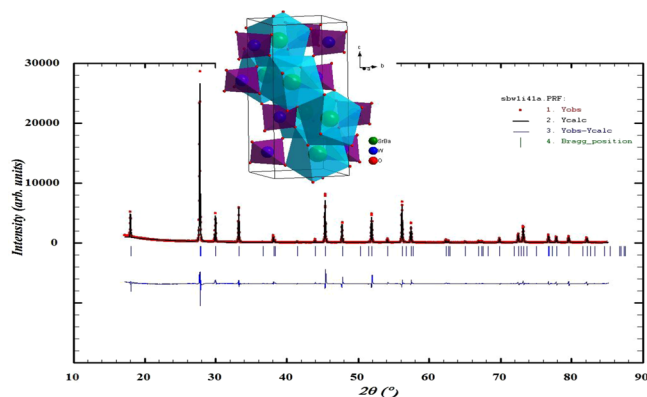 c
b
SrBa
W
O
sbwli41a.PRF:
1. Yobs
2. Ycalc
3. Yobs-Ycalc
4. Bragg_position
Intensity (arb. units)
30000
20000
10000
0
10 20 30 40 50 60 70 80 90
2θ (°)